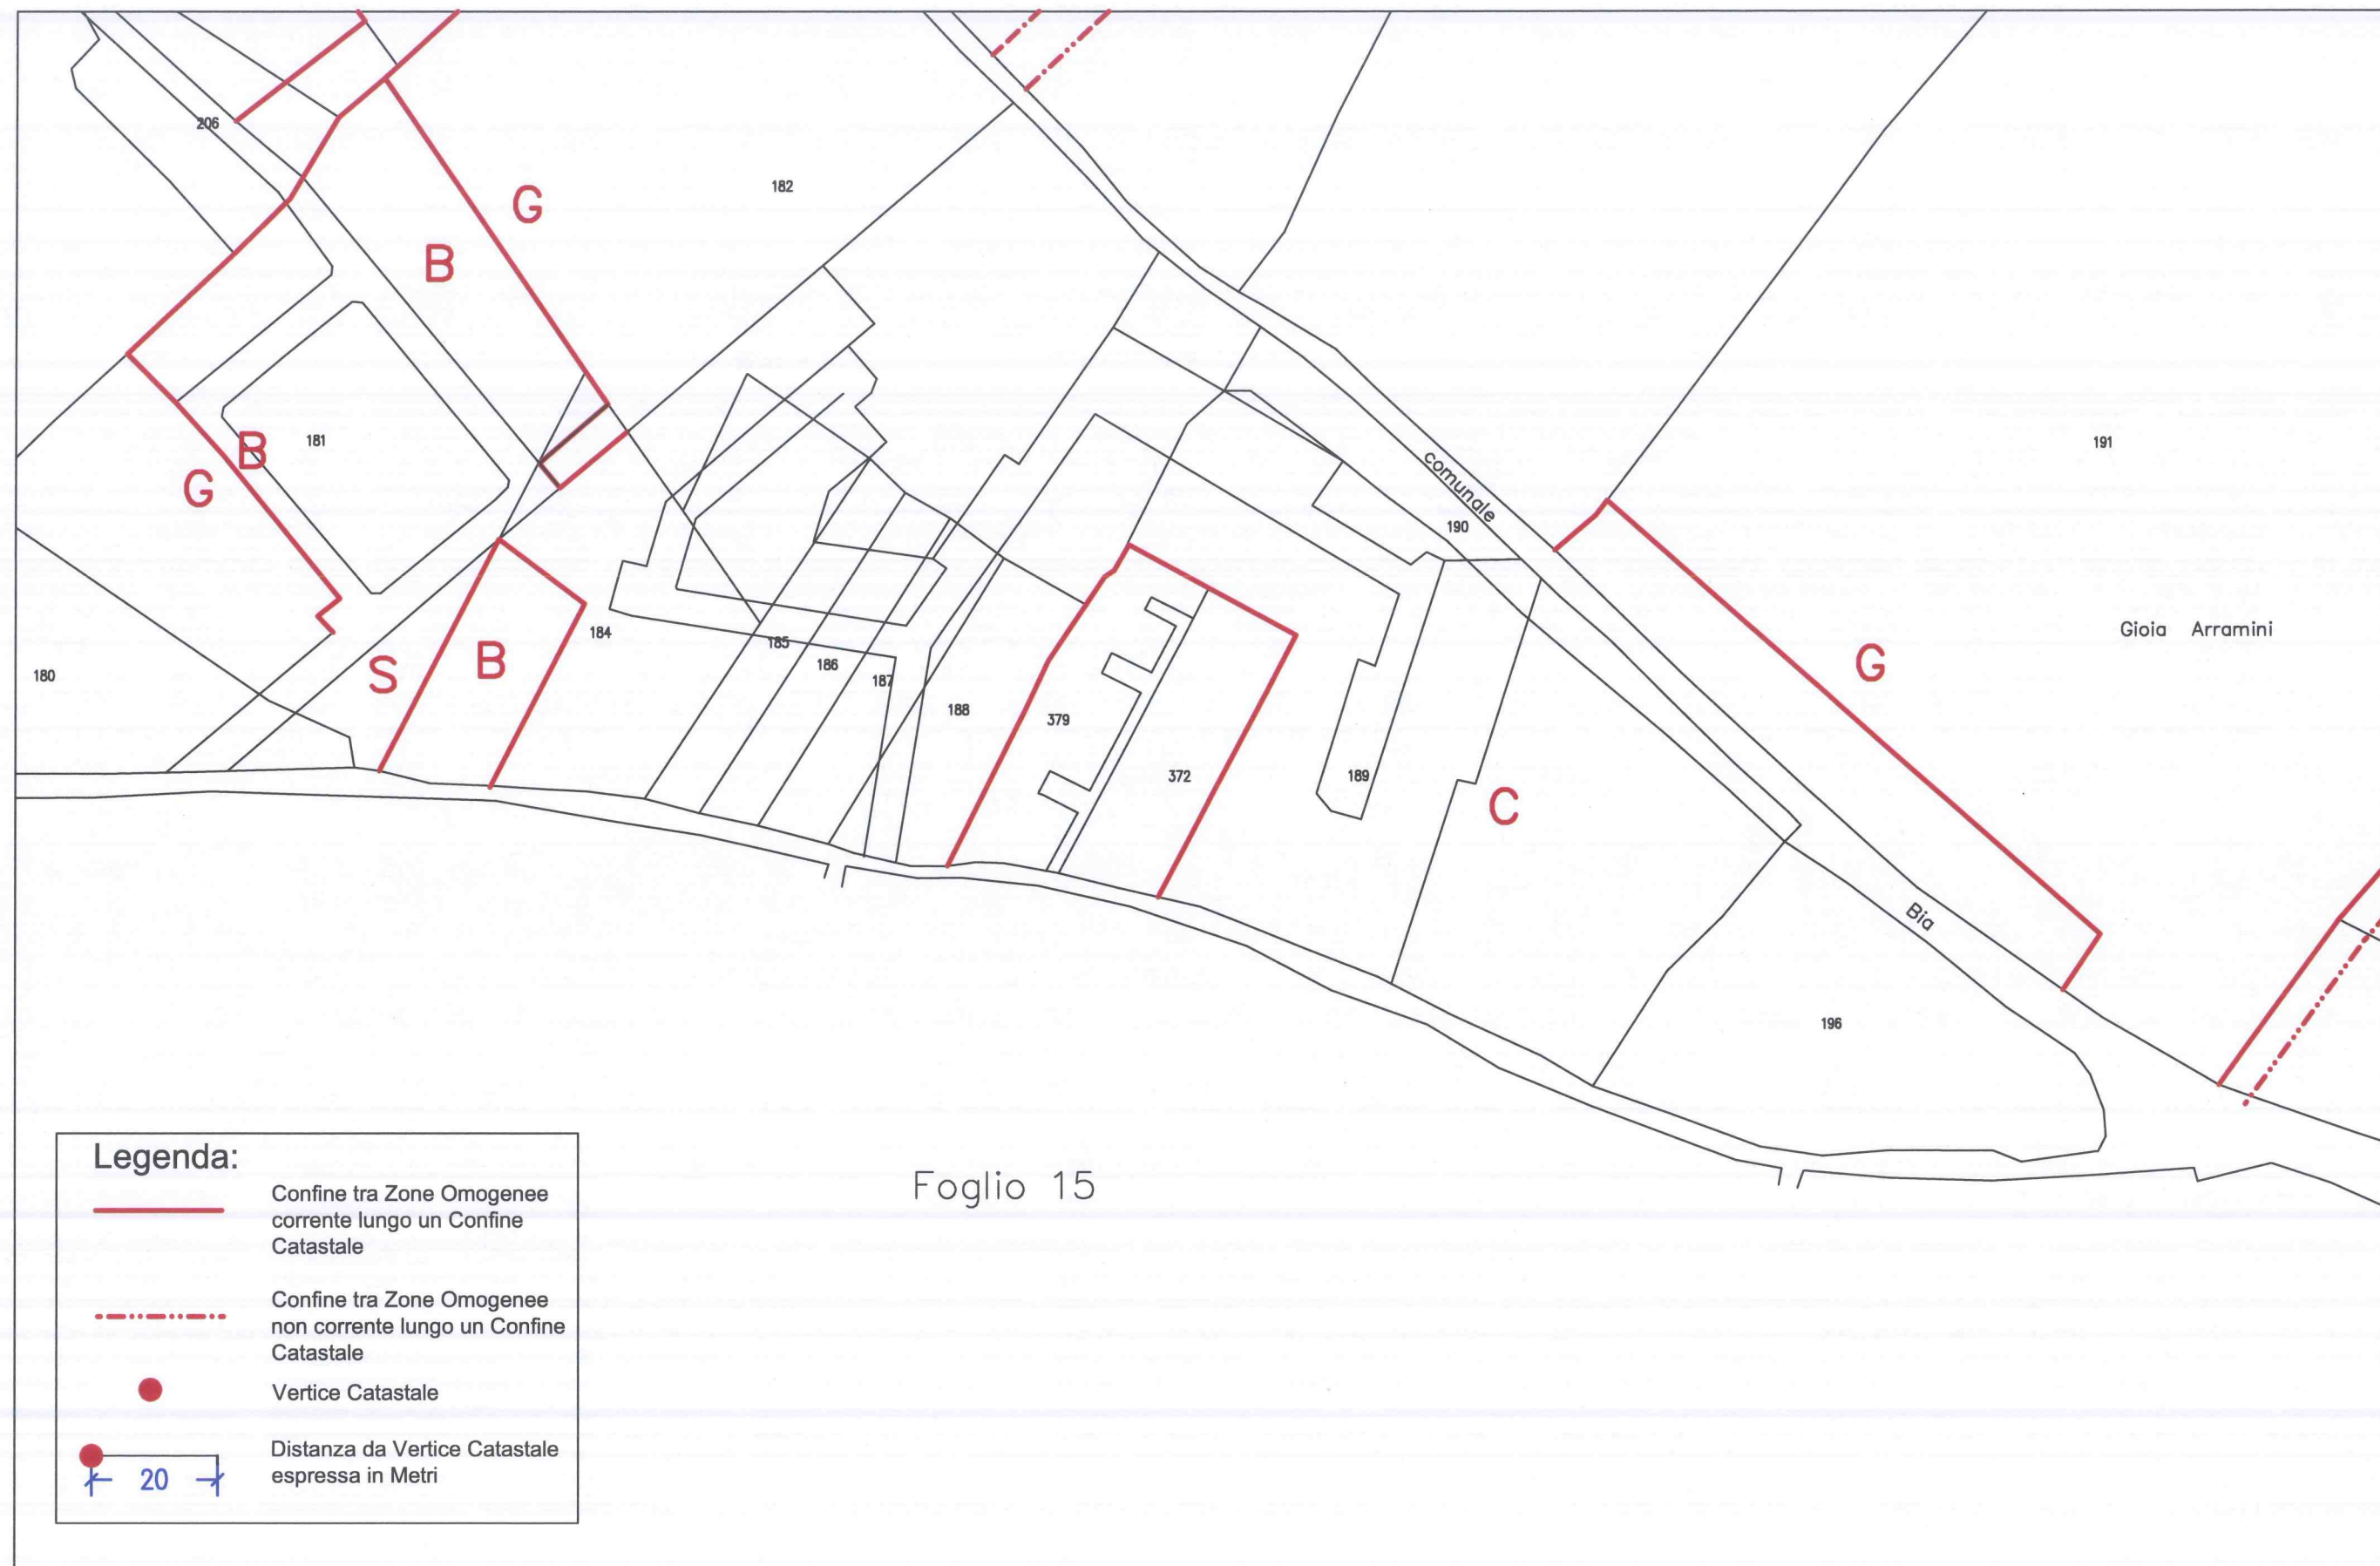 206
182
G
B
191
181
B
G
comunale
190
Gioia Arramini
184
185
186
187
G
180
S
B
188
379
372
189
C
Bia
196
Legenda:
Confine tra Zone Omogenee
corrente lungo un Confine
Catastale
Confine tra Zone Omogenee
non corrente lungo un Confine
Catastale
Vertice Catastale
Distanza da Vertice Catastale
espressa in Metri
20
Foglio 15